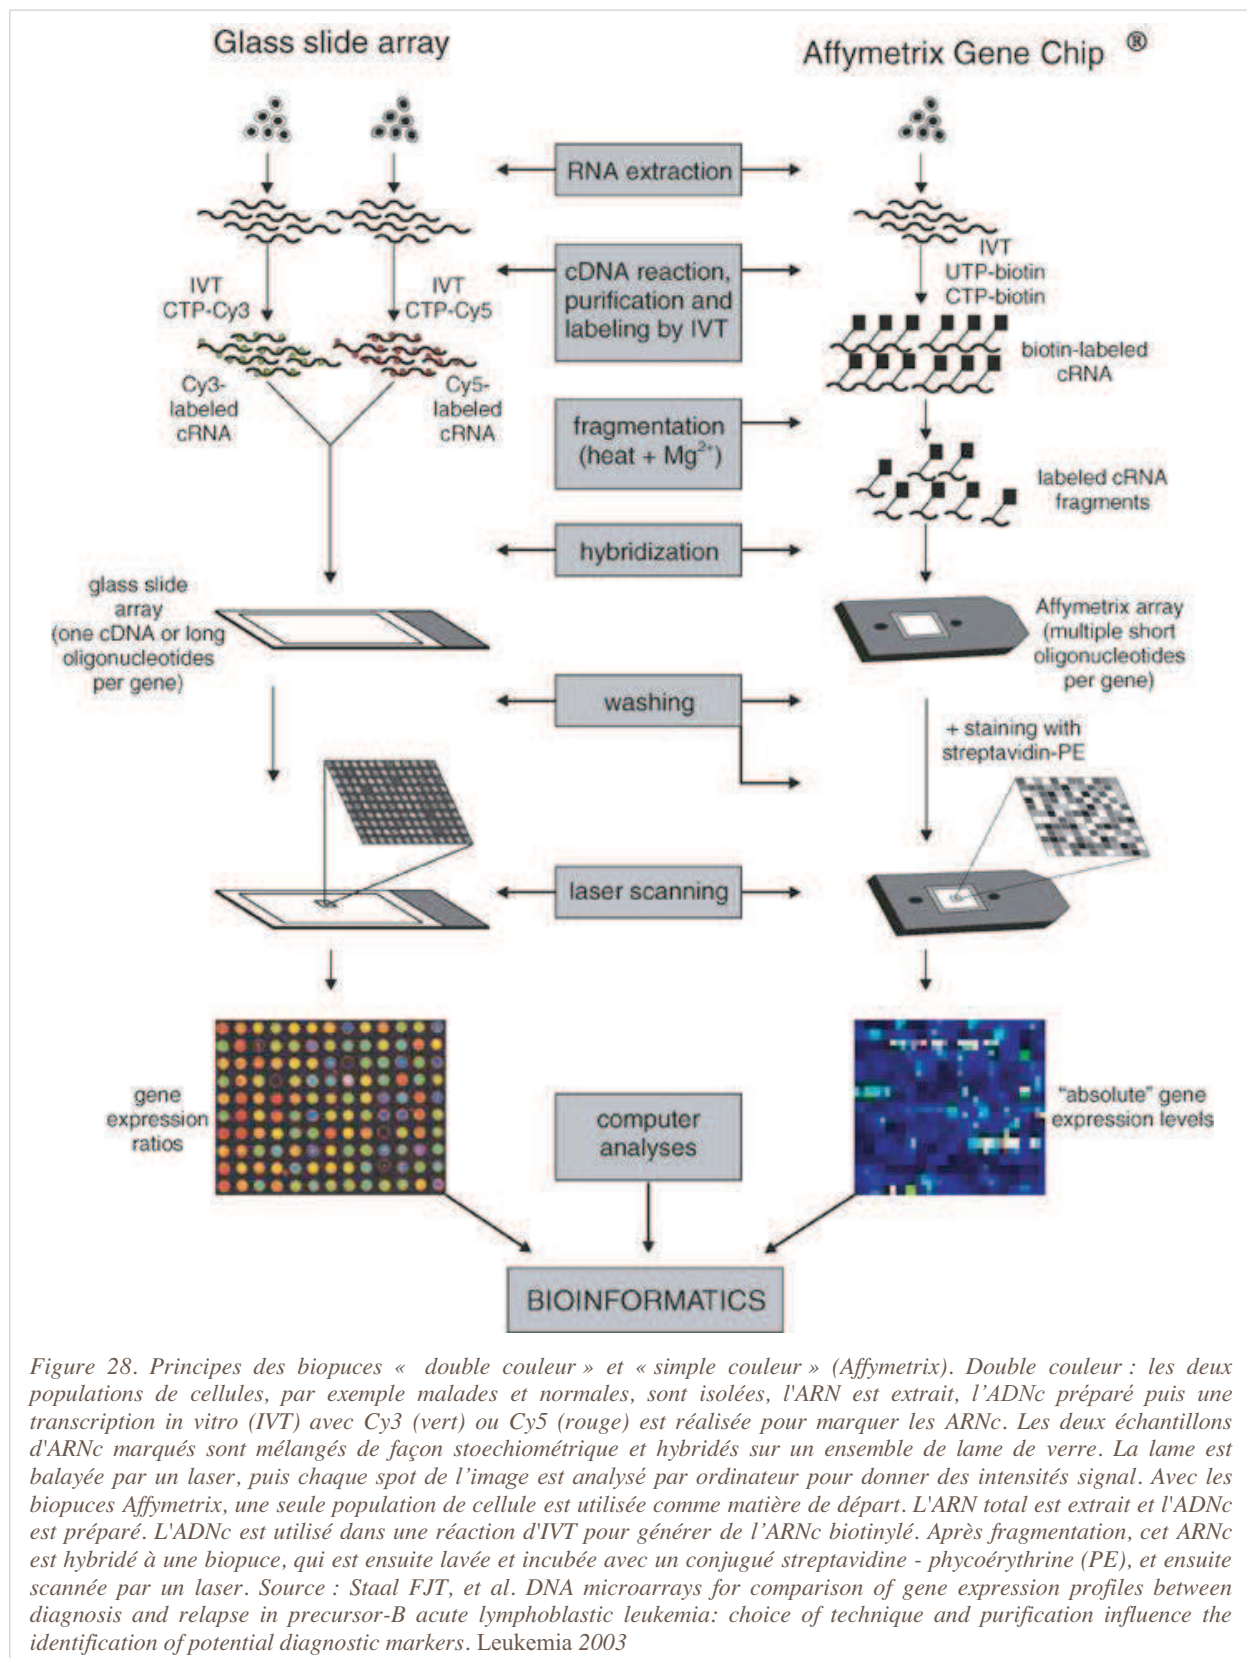 Glass slide array
Affymetrix Gene Chip ®
RNA extraction
IVT
CTP-Cy3
IVT
CTP-Cy5
cDNA reaction,
purification and
labeling by IVT
IVT
UTP-biotin
CTP-biotin
biotin-labeled
cRNA
Cy3-
labeled
cRNA
Cy5-
labeled
cRNA
fragmentation
(heat + Mg²⁺)
labeled cRNA
fragments
hybridization
glass slide
array
(one cDNA or long
oligonucleotides
per gene)
Affymetrix array
(multiple short
oligonucleotides
per gene)
washing
+ staining with
streptavidin-PE
laser scanning
gene
expression
ratios
computer
analyses
"absolute" gene
expression levels
BIOINFORMATICS
Figure 28. Principes des biopuces « double couleur » et « simple couleur » (Affymetrix). Double couleur : les deux
populations de cellules, par exemple malades et normales, sont isolées, l'ARN est extrait, l’ADNc préparé puis une
transcription in vitro (IVT) avec Cy3 (vert) ou Cy5 (rouge) est réalisée pour marquer les ARNc. Les deux échantillons
d'ARNc marqués sont mélangés de façon stoechiométrique et hybridés sur un ensemble de lame de verre. La lame est
balayée par un laser, puis chaque spot de l’image est analysé par ordinateur pour donner des intensités signal. Avec les
biopuces Affymetrix, une seule population de cellule est utilisée comme matière de départ. L'ARN total est extrait et l'ADNc
est préparé. L'ADNc est utilisé dans une réaction d'IVT pour générer de l’ARNc biotinylé. Après fragmentation, cet ARNc
est hybridé à une biopuce, qui est ensuite lavée et incubée avec un conjugué streptavidine - phycoérythrine (PE), et ensuite
scannée par un laser. Source : Staal FJT, et al. DNA microarrays for comparison of gene expression profiles between
diagnosis and relapse in precursor-B acute lymphoblastic leukemia: choice of technique and purification influence the
identification of potential diagnostic markers. Leukemia 2003